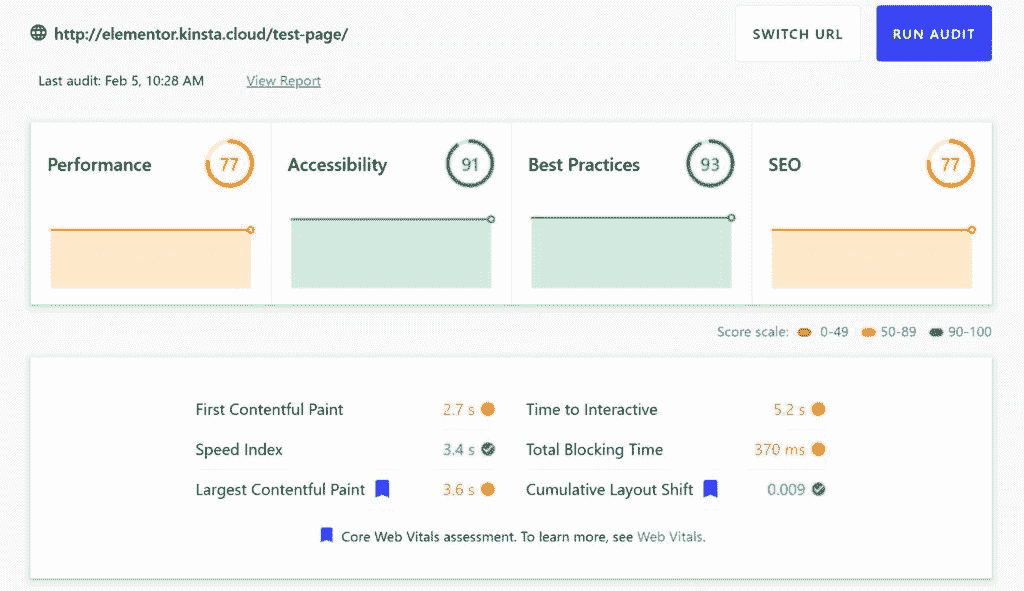 http://elementor.kinsta.cloud/test-page/
SWITCH URL
RUN AUDIT
Last audit: Feb 5, 10:28 AM
View Report
Performance 77
Accessibility 91
Best Practices 93
SEO 77
Score scale: 0-49 50-89 90-100
First Contentful Paint 2.7 s
Time to Interactive 5.2 s
Speed Index 3.4 s
Total Blocking Time 370 ms
Largest Contentful Paint 3.6 s
Cumulative Layout Shift 0.009
Core Web Vitals assessment. To learn more, see Web Vitals.